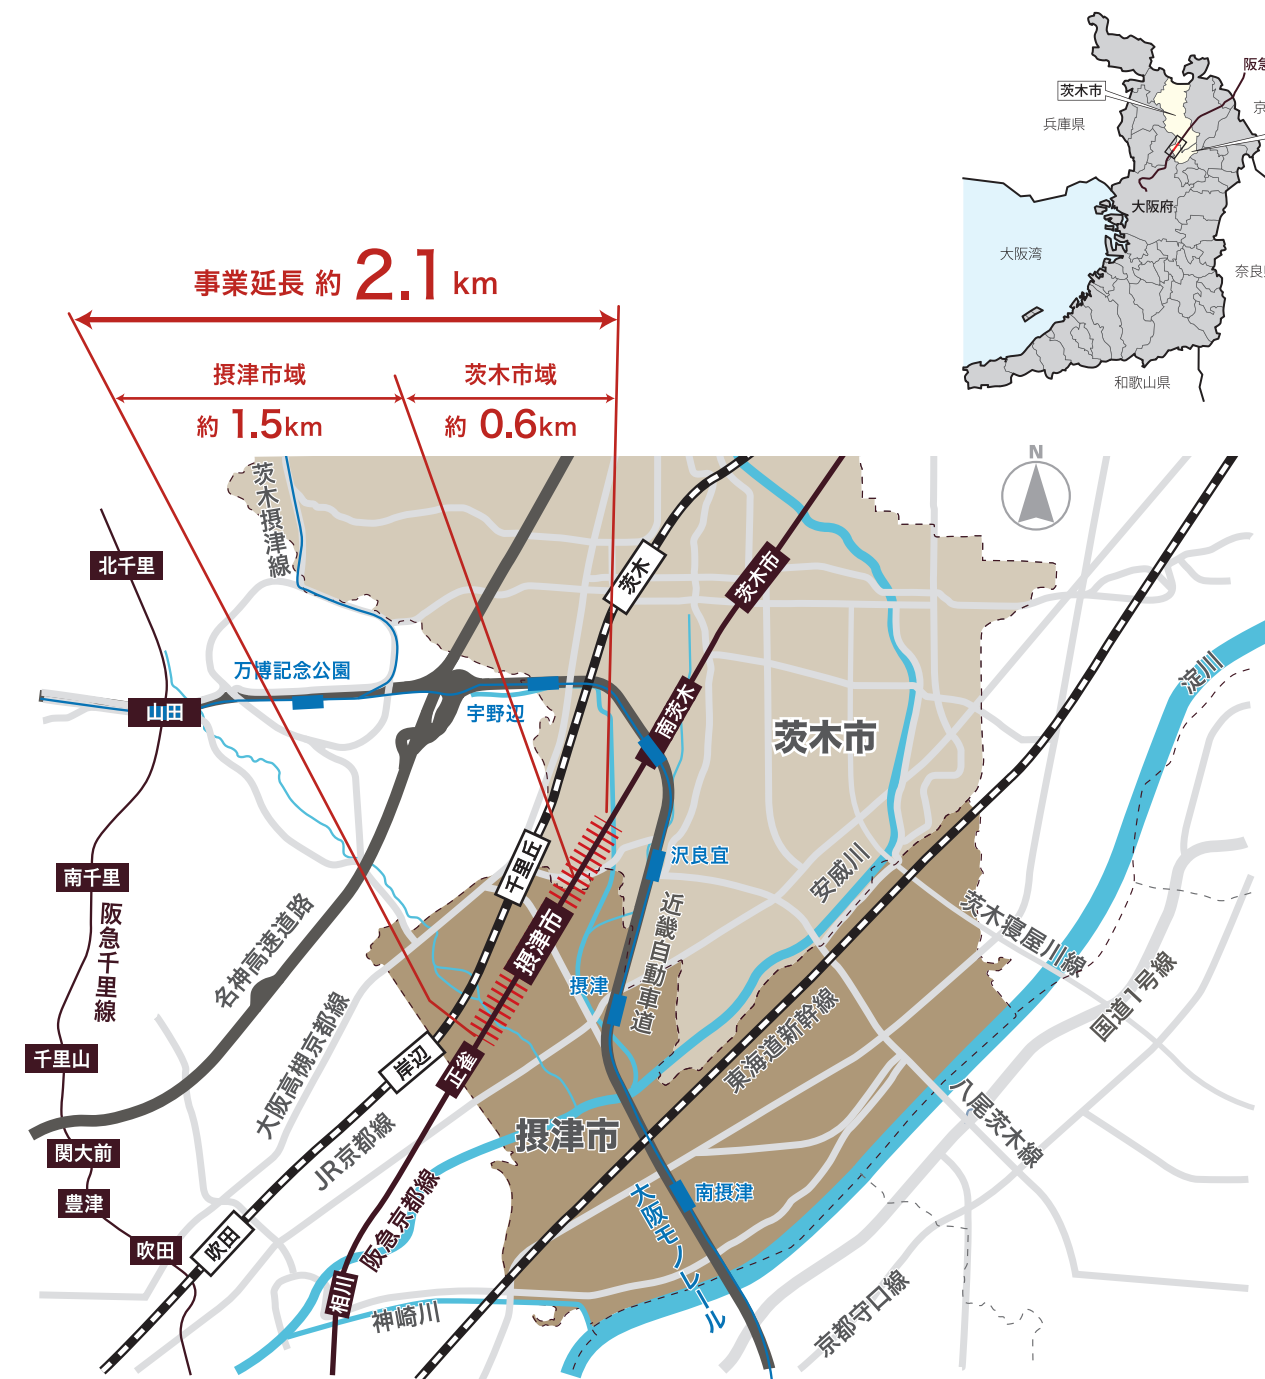 阪急
茨木市
京
兵庫県
大阪府
大阪湾
奈良県
和歌山県
事業延長 約 2.1 km
摂津市域
約 1.5km
茨木市域
約 0.6km
N
茨木摂津線
北千里
茨木
茨木市
万博記念公園
山田
宇野辺
南茨木
茨木市
淀川
千里丘
沢良宜
安威川
南千里
阪急千里線
名神高速道路
摂津市
近畿自動車道
茨木寝屋川線
摂津
国道1号線
大阪高槻京都線
東海道新幹線
千里山
岸辺
正雀
八尾茨木線
摂津市
JR京都線
関大前
豊津
南摂津
大阪モノレール
阪急京都線
吹田
吹田
相川
神崎川
京都守口線